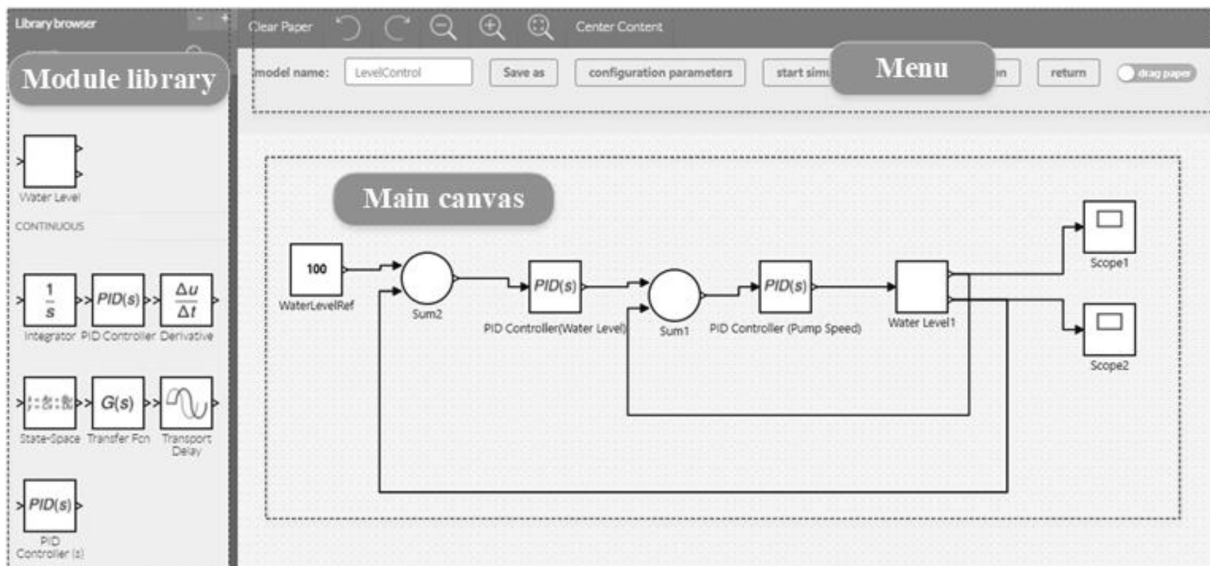 Library browser
- +
Clear Paper
Center Content
Module library
model name:
LevelControl
Save as
configuration parameters
start simu
Menu
return
drag paper
Water Level
CONTINUOUS
1
s
PID(s)
Δu
Δt
Integrator
PID Controller
Derivative
G(s)
State-Space
Transfer Fcn
Transport
Delay
PID(s)
PID
Controller (s)
Main canvas
100
WaterLevelRef
Sum2
PID(s)
PID Controller(Water Level)
Sum1
PID(s)
PID Controller (Pump Speed)
Water Level1
Scope1
Scope2